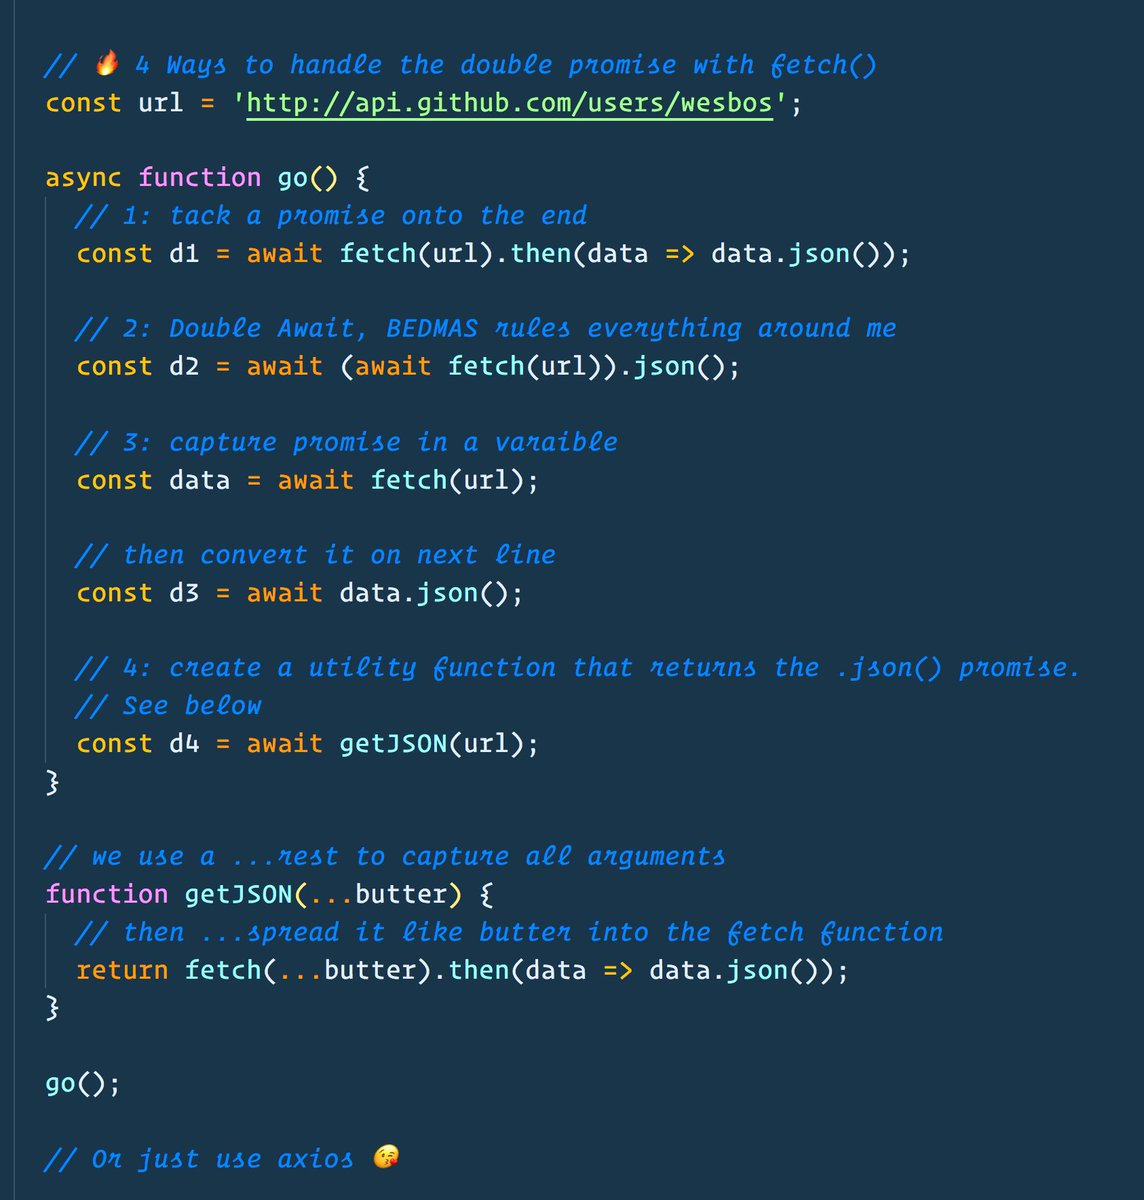 // 🔥 4 Ways to handle the double promise with fetch()
const url = 'http://api.github.com/users/wesbos';
async function go() {
// 1: tack a promise onto the end
const d1 = await fetch(url).then(data => data.json());
// 2: Double Await, BEDMAS rules everything around me
const d2 = await (await fetch(url)).json();
// 3: capture promise in a varaible
const data = await fetch(url);
// then convert it on next line
const d3 = await data.json();
// 4: create a utility function that returns the .json() promise.
// See below
const d4 = await getJSON(url);
}
// we use a ...rest to capture all arguments
function getJSON(...butter) {
// then ...spread it like butter into the fetch function
return fetch(...butter).then(data => data.json());
}
go();
// Or just use axios 😘